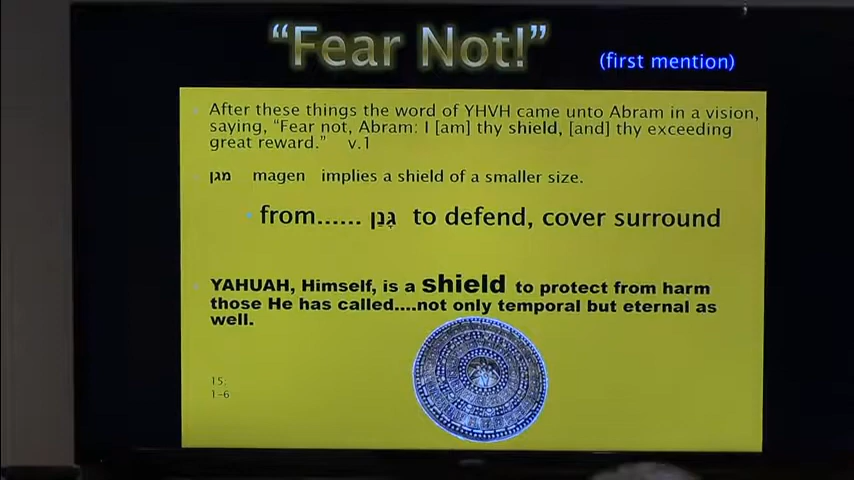 "Fear Not!"
(first mention)
After these things the word of YHVH came unto Abram in a vision,
saying, "Fear not, Abram: I [am] thy shield, [and] thy exceeding
great reward." v.1
מגן magen implies a shield of a smaller size.
from...... גָּנַן to defend, cover surround
YAHUAH, Himself, is a shield to protect from harm
those He has called....not only temporal but eternal as
well.
15:
1-6